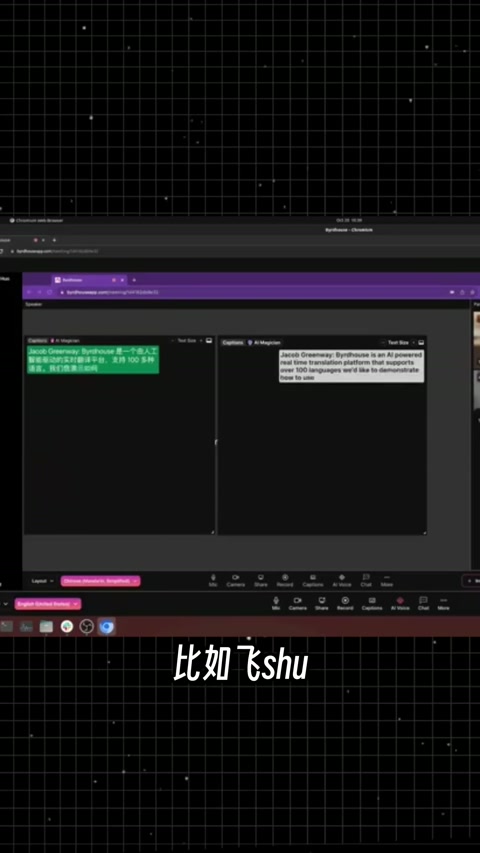 Chromium Web Browser
Byrdhouse - Chromium
Byrdhouse
Speaker
Captions AI Magician Text Size
Jacob Greenway: Byrdhouse 是一个由人工
智能驱动的实时翻译平台，支持 100 多种
语言。我们想演示如何
Captions AI Magician Text Size
Jacob Greenway: Byrdhouse is an AI powered
real time translation platform that supports
over 100 languages we'd like to demonstrate
how to use
Layout Chinese (Mandarin, Simplified) Mic Camera Share Record Captions AI Voice Chat More
English (United States) Mic Camera Share Record Captions AI Voice Chat More
比如飞shu